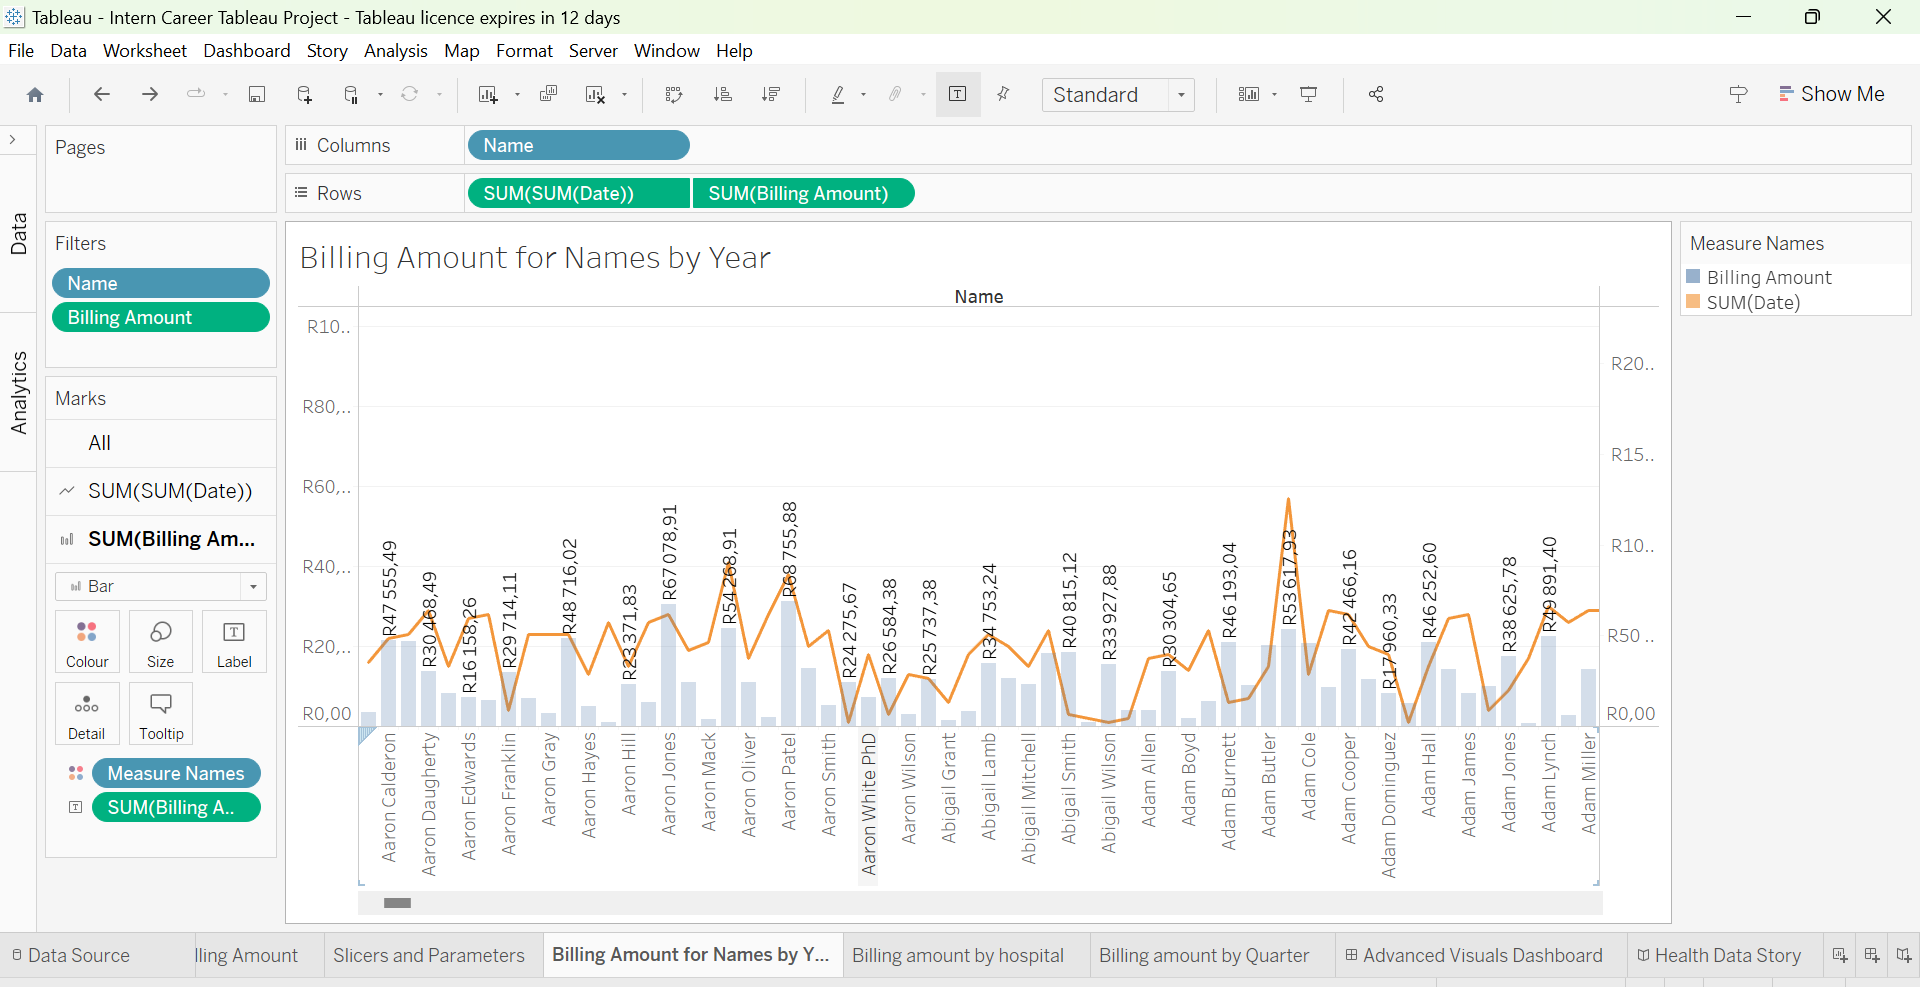 Tableau - Intern Career Tableau Project - Tableau licence expires in 12 days
File Data Worksheet Dashboard Story Analysis Map Format Server Window Help
Standard
Show Me
Pages
Columns
Name
Rows
SUM(SUM(Date))
SUM(Billing Amount)
Data
Analytics
Filters
Name
Billing Amount
Marks
All
SUM(SUM(Date))
SUM(Billing Am...
Bar
Colour
Size
Label
Detail
Tooltip
Measure Names
SUM(Billing A..
Billing Amount for Names by Year
Name
R10..
R80,..
R60,..
R40,..
R20,..
R0,00
R47 555,49
R30 468,49
R16 158,26
R29 714,11
R48 716,02
R23 371,83
R67 078,91
R54 268,91
R68 755,88
R24 275,67
R26 584,38
R25 737,38
R34 753,24
R40 815,12
R33 927,88
R30 304,65
R46 193,04
R53 617,93
R42 466,16
R17 960,33
R46 252,60
R38 625,78
R49 891,40
R20..
R15..
R10..
R50 ..
R0,00
Aaron Calderon
Aaron Daugherty
Aaron Edwards
Aaron Franklin
Aaron Gray
Aaron Hayes
Aaron Hill
Aaron Jones
Aaron Mack
Aaron Oliver
Aaron Patel
Aaron Smith
Aaron White PhD
Aaron Wilson
Abigail Grant
Abigail Lamb
Abigail Mitchell
Abigail Smith
Abigail Wilson
Adam Allen
Adam Boyd
Adam Burnett
Adam Butler
Adam Cole
Adam Cooper
Adam Dominguez
Adam Hall
Adam James
Adam Jones
Adam Lynch
Adam Miller
Measure Names
Billing Amount
SUM(Date)
Data Source
lling Amount
Slicers and Parameters
Billing Amount for Names by Y...
Billing amount by hospital
Billing amount by Quarter
Advanced Visuals Dashboard
Health Data Story